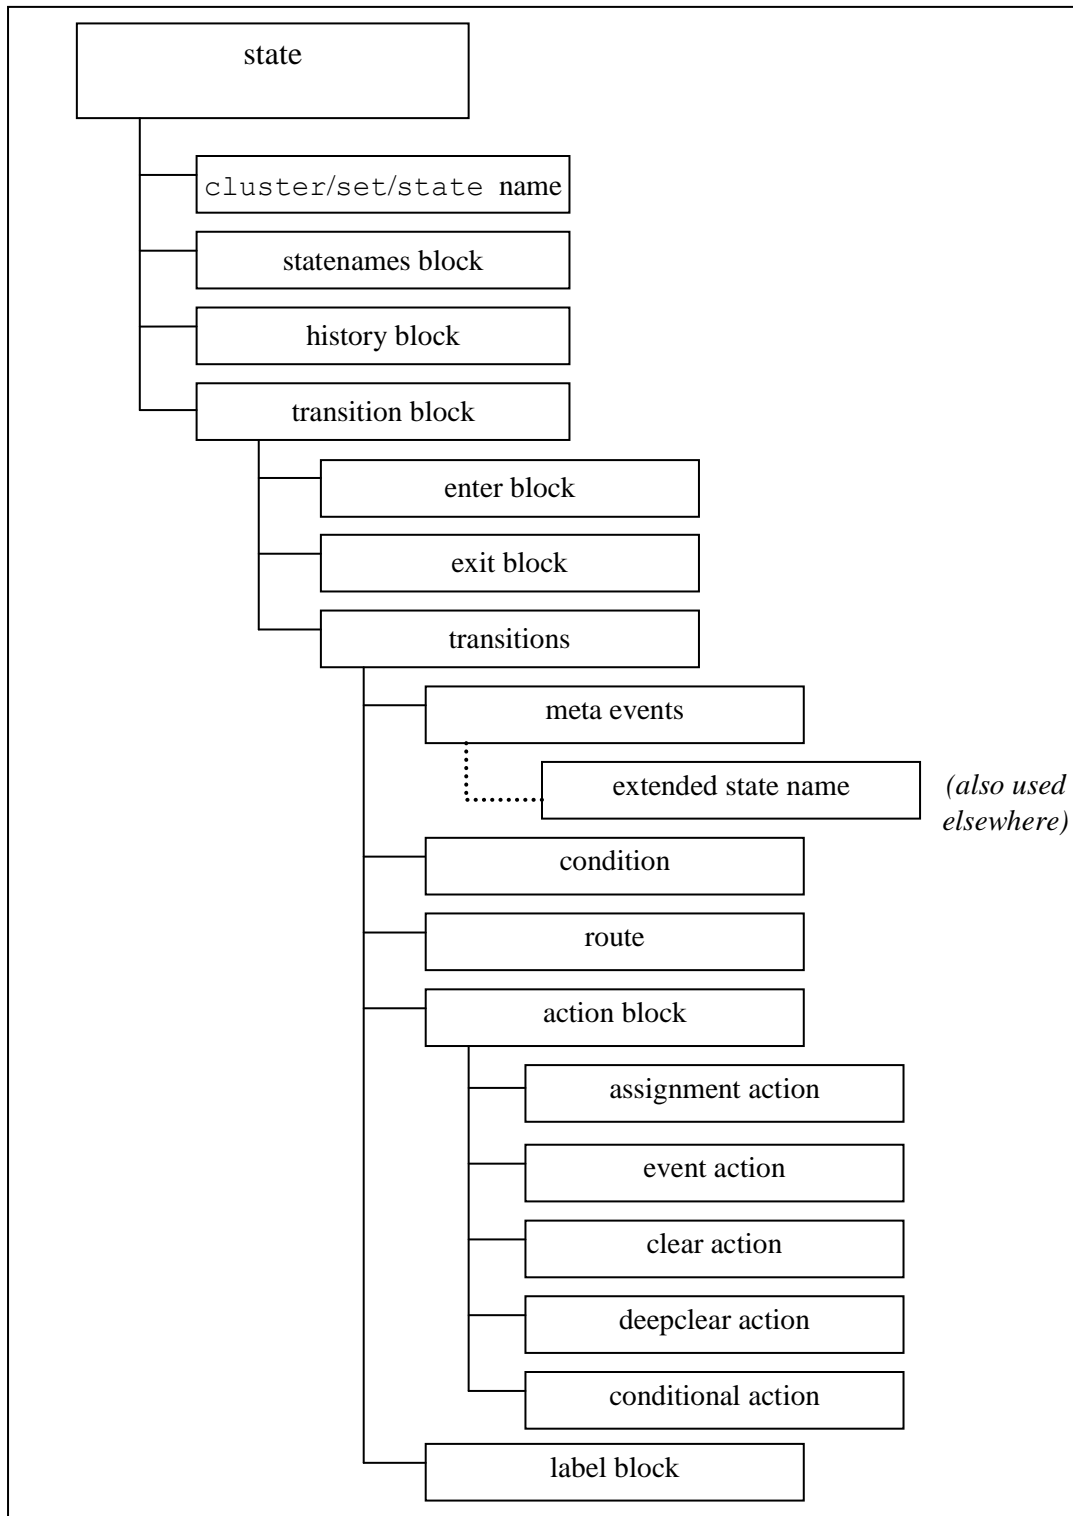 state
cluster/set/state name
statenames block
history block
transition block
enter block
exit block
transitions
meta events
extended state name
(also used
elsewhere)
condition
route
action block
assignment action
event action
clear action
deepclear action
conditional action
label block